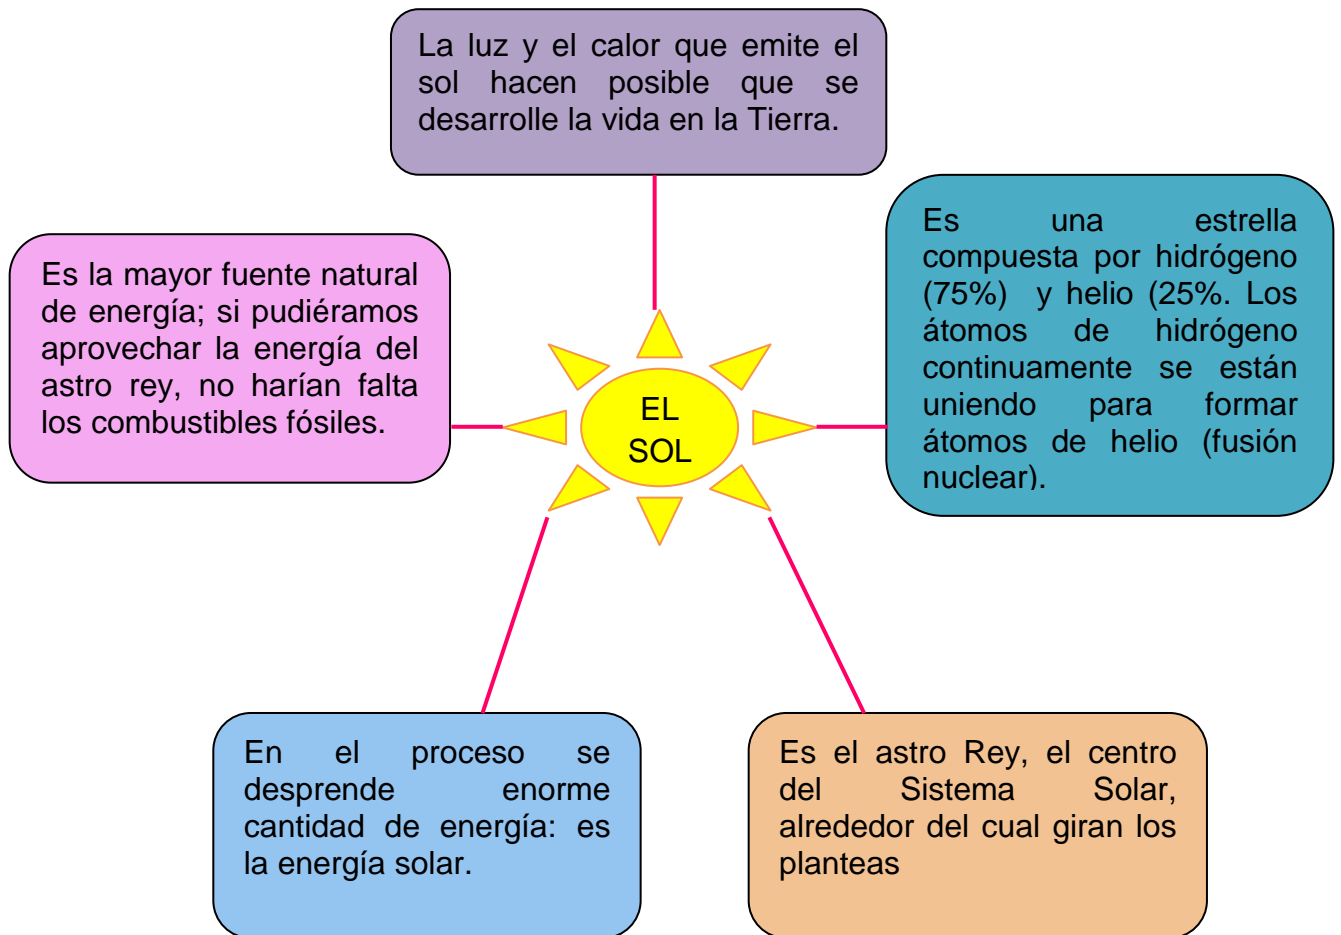 La luz y el calor que emite el
sol hacen posible que se
desarrolle la vida en la Tierra.
Es una estrella
compuesta por hidrógeno
(75%) y helio (25%. Los
átomos de hidrógeno
continuamente se están
uniendo para formar
átomos de helio (fusión
nuclear).
Es la mayor fuente natural
de energía; si pudiéramos
aprovechar la energía del
astro rey, no harían falta
los combustibles fósiles.
EL
SOL
En el proceso se
desprende enorme
cantidad de energía: es
la energía solar.
Es el astro Rey, el centro
del Sistema Solar,
alrededor del cual giran los
planteas